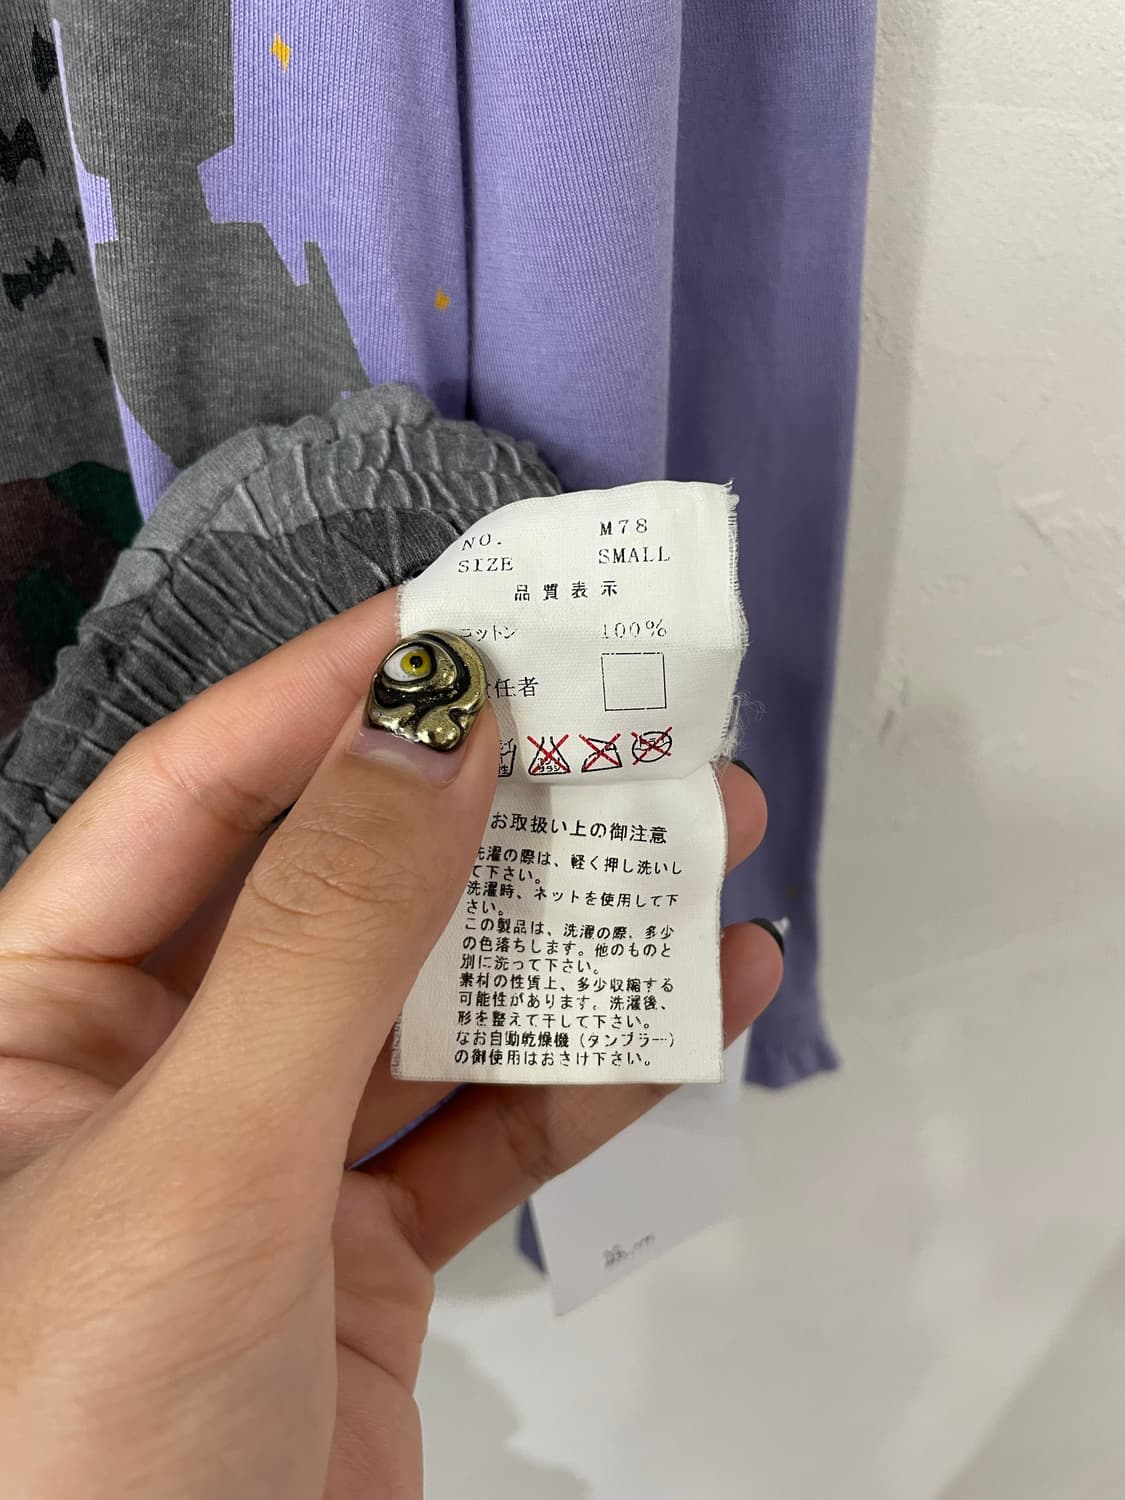 NO. M78
SIZE SMALL
品質表示
コットン 100%
任者
ドライ
お取扱い上の御注意
洗濯の際は、軽く押し洗いし
て下さい。
洗濯時、ネットを使用して下
さい。
この製品は、洗濯の際、多少
の色落ちします。他のものと
別に洗って下さい。
素材の性質上、多少収縮する
可能性があります。洗濯後、
形を整えて干して下さい。
なお自動乾燥機（タンブラー）
の御使用はおさけ下さい。